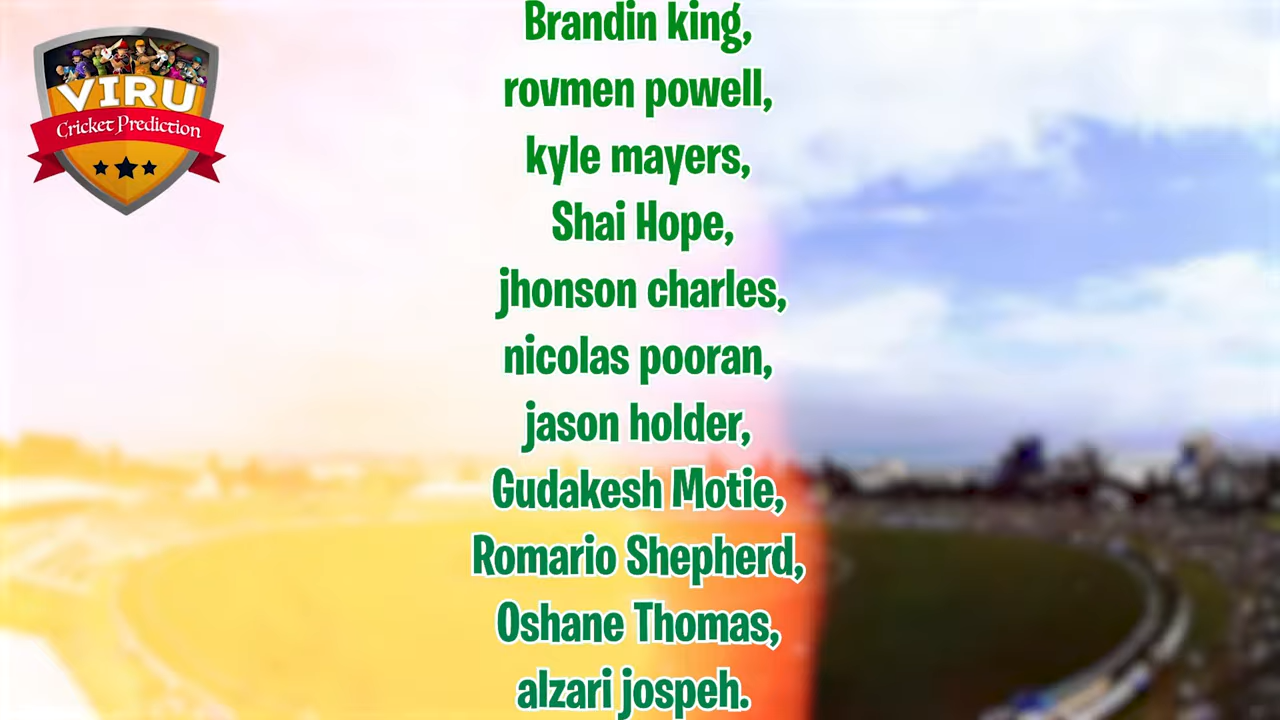 VIRU
Cricket Prediction
Brandin king,
rovmen powell,
kyle mayers,
Shai Hope,
jhonson charles,
nicolas pooran,
jason holder,
Gudakesh Motie,
Romario Shepherd,
Oshane Thomas,
alzari jospeh.